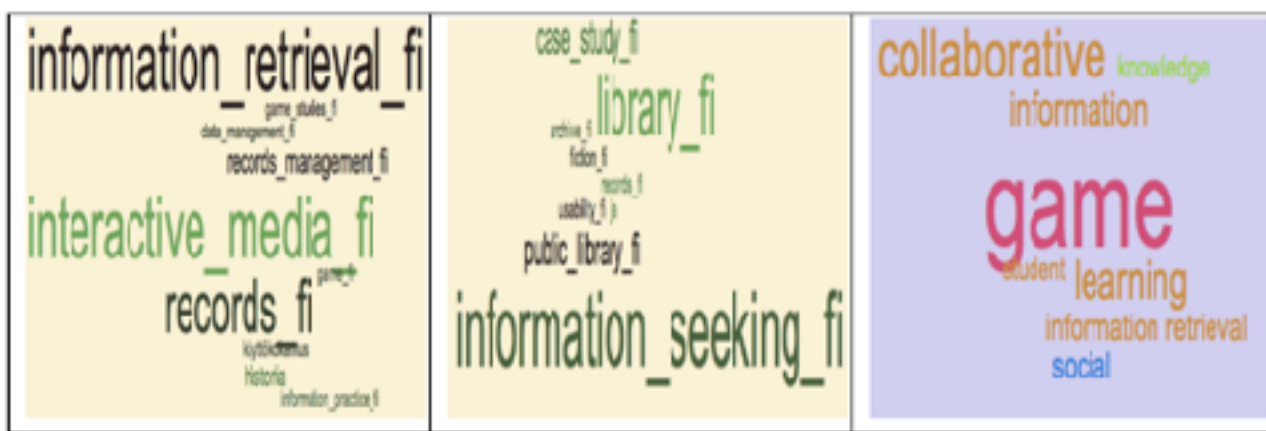 information_retrieval_fi
game_studies_fi
data_management_fi
records_management_fi
interactive_media_fi
game_fi
records_fi
historia
information_practice_fi
case_study_fi
library_fi
archive_fi
fiction_fi
records_fi
usability_fi
public_library_fi
information_seeking_fi
collaborative knowledge
information
game
student learning
information retrieval
social